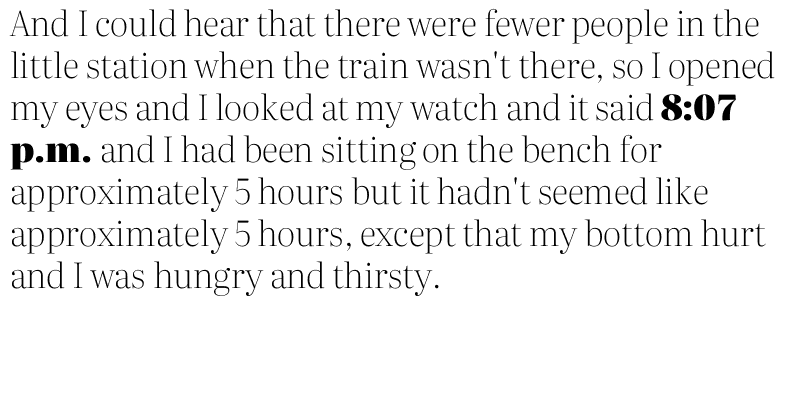 And I could hear that there were fewer people in the
little station when the train wasn't there, so I opened
my eyes and I looked at my watch and it said 8:07
p.m. and I had been sitting on the bench for
approximately 5 hours but it hadn't seemed like
approximately 5 hours, except that my bottom hurt
and I was hungry and thirsty.